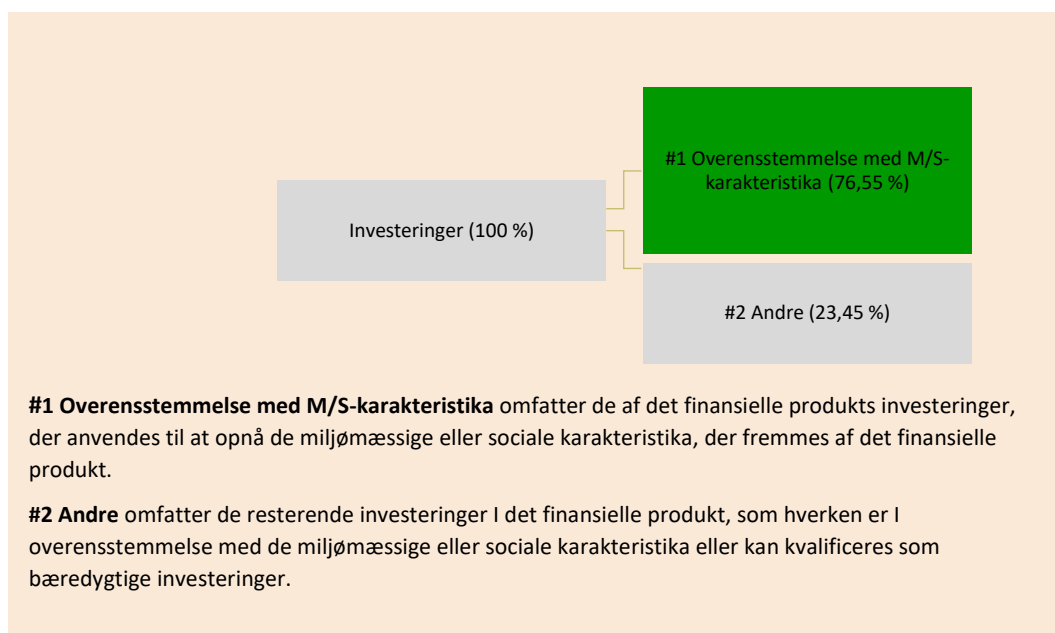 #1 Overensstemmelse med M/S-
karakteristika (76,55 %)
Investeringer (100 %)
#2 Andre (23,45 %)
#1 Overensstemmelse med M/S-karakteristika omfatter de af det finansielle produkts investeringer,
der anvendes til at opnå de miljømæssige eller sociale karakteristika, der fremmes af det finansielle
produkt.
#2 Andre omfatter de resterende investeringer I det finansielle produkt, som hverken er I
overensstemmelse med de miljømæssige eller sociale karakteristika eller kan kvalificeres som
bæredygtige investeringer.